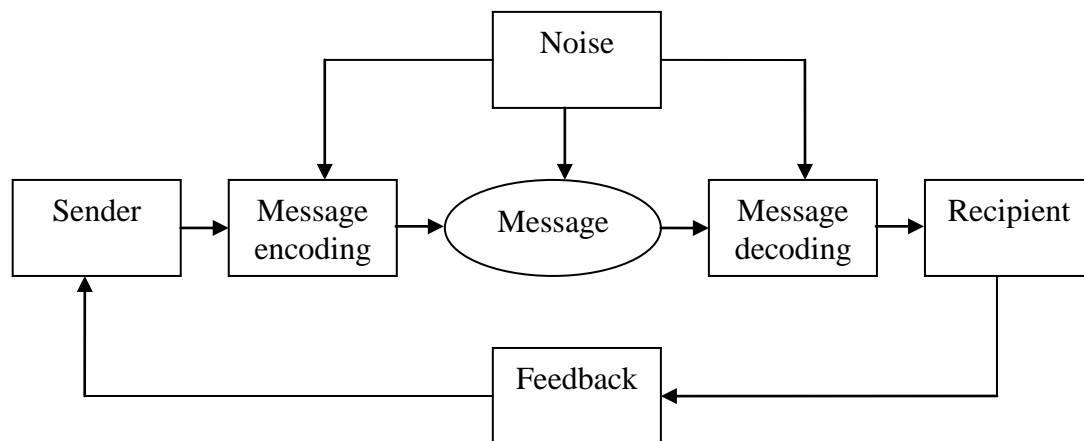 Noise
Sender
Message
encoding
Message
Message
decoding
Recipient
Feedback